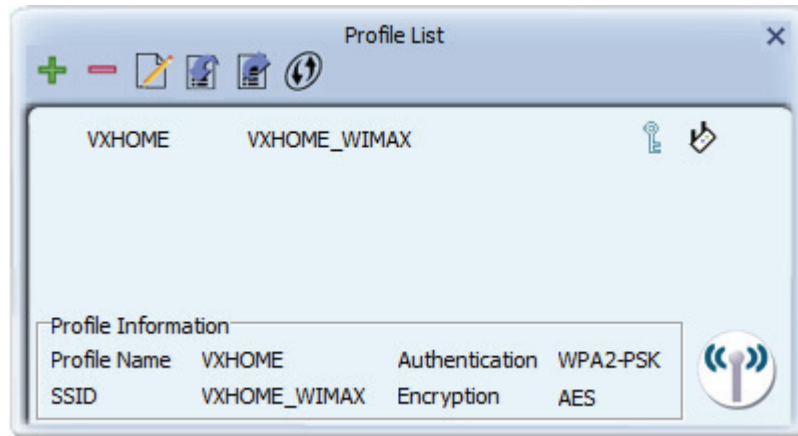 Profile List
VXHOME VXHOME_WIMAX
Profile Information
Profile Name VXHOME Authentication WPA2-PSK
SSID VXHOME_WIMAX Encryption AES